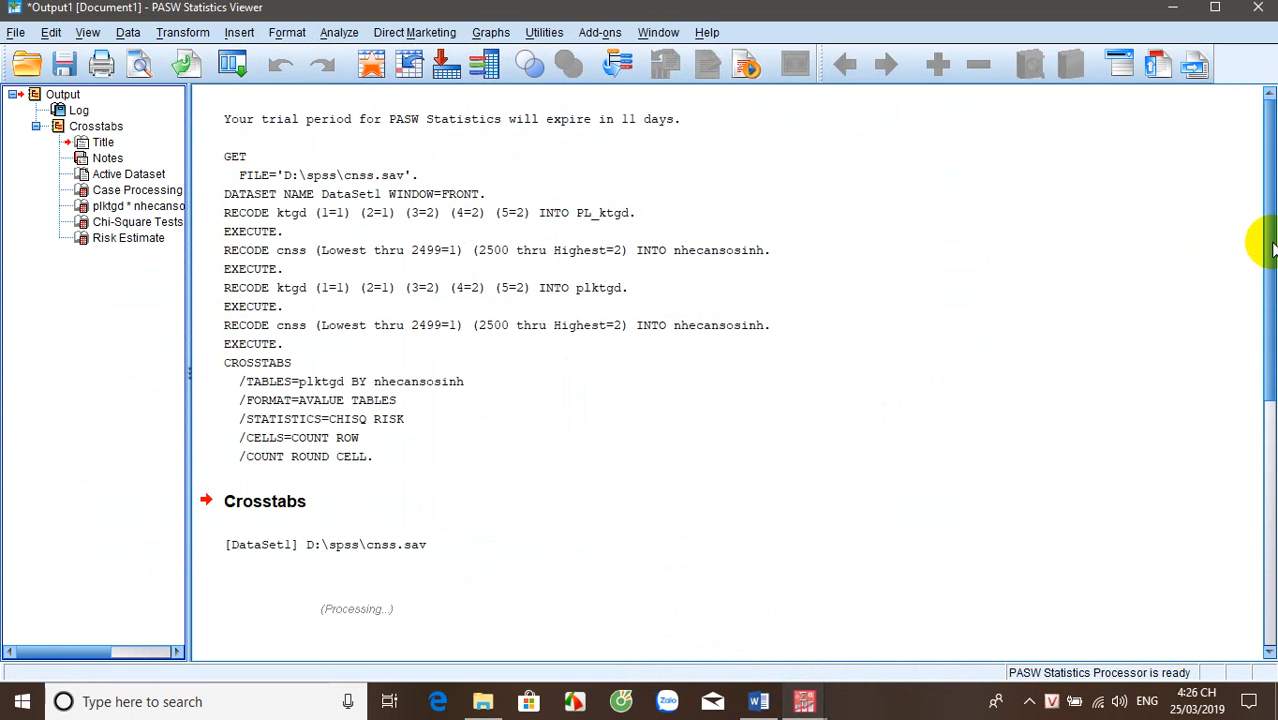 *Output1 [Document1] - PASW Statistics Viewer
File Edit View Data Transform Insert Format Analyze Direct Marketing Graphs Utilities Add-ons Window Help
Output
Log
Crosstabs
Title
Notes
Active Dataset
Case Processing
plktgd * nhecanso
Chi-Square Tests
Risk Estimate
Your trial period for PASW Statistics will expire in 11 days.
GET
FILE='D:\spss\cnss.sav'.
DATASET NAME DataSet1 WINDOW=FRONT.
RECODE ktgd (1=1) (2=1) (3=2) (4=2) (5=2) INTO PL_ktgd.
EXECUTE.
RECODE cnss (Lowest thru 2499=1) (2500 thru Highest=2) INTO nhecansosinh.
EXECUTE.
RECODE ktgd (1=1) (2=1) (3=2) (4=2) (5=2) INTO plktgd.
EXECUTE.
RECODE cnss (Lowest thru 2499=1) (2500 thru Highest=2) INTO nhecansosinh.
EXECUTE.
CROSSTABS
/TABLES=plktgd BY nhecansosinh
/FORMAT=AVALUE TABLES
/STATISTICS=CHISQ RISK
/CELLS=COUNT ROW
/COUNT ROUND CELL.
Crosstabs
[DataSet1] D:\spss\cnss.sav
(Processing...)
PASW Statistics Processor is ready
Type here to search
Zalo
V
ENG
4:26 CH
25/03/2019